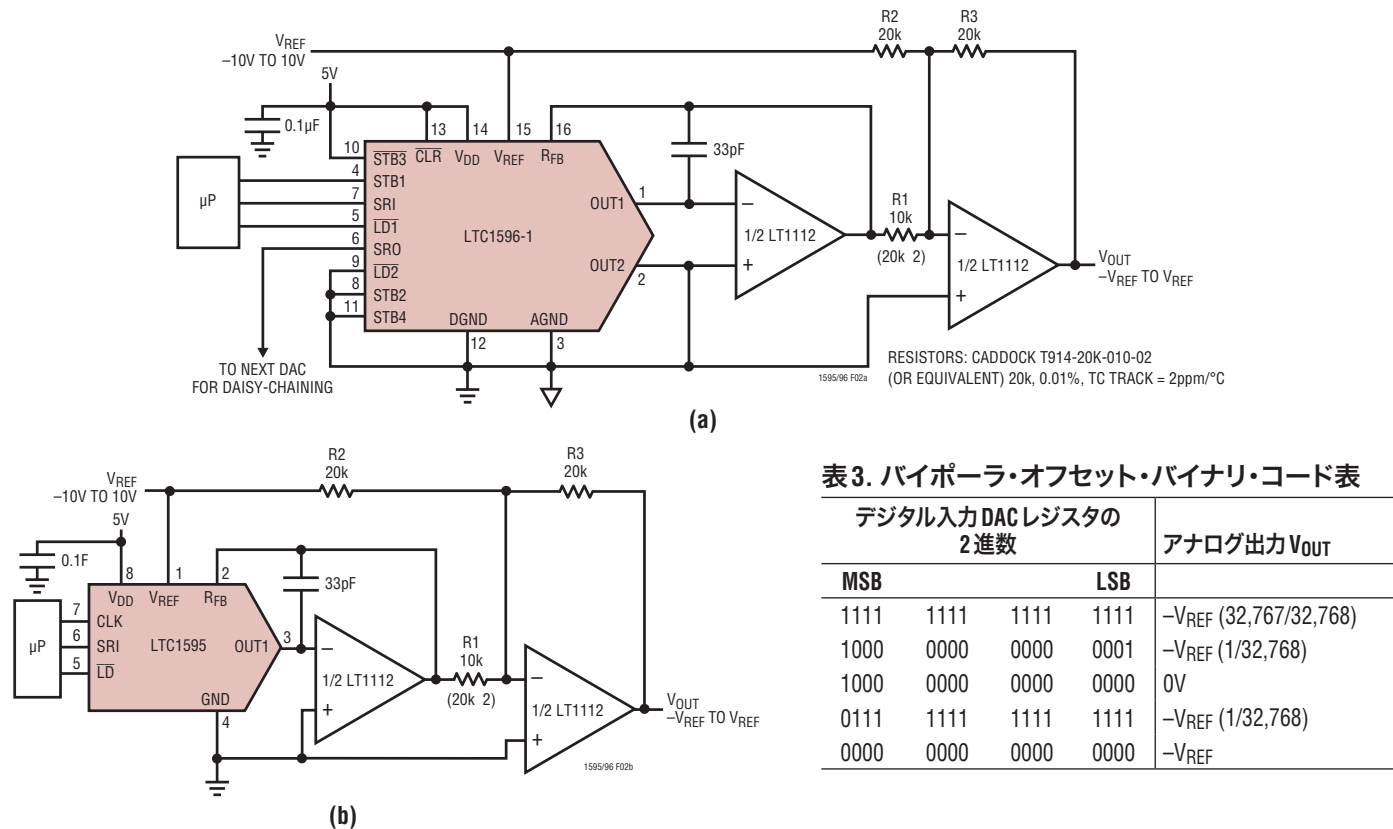 R2
20k
R3
20k
VREF
–10V TO 10V
5V
0.1µF
13
14
15
16
10
STB3
CLR
VDD
VREF
RFB
33pF
4
STB1
µP
7
SRI
OUT1
1
R1
10k
5
LD1
LTC1596-1
1/2 LT1112
6
SRO
(20k 2)
1/2 LT1112
VOUT
–VREF TO VREF
9
LD2
OUT2
2
8
STB2
11
STB4
DGND
AGND
12
3
TO NEXT DAC
FOR DAISY-CHAINING
1595/96 F02a
RESISTORS: CADDOCK T914-20K-010-02
(OR EQUIVALENT) 20k, 0.01%, TC TRACK = 2ppm/°C
(a)
R2
20k
R3
20k
VREF
–10V TO 10V
5V
0.1F
8
1
2
33pF
VDD
VREF
RFB
7
CLK
µP
6
SRI
LTC1595
OUT1
3
R1
10k
5
LD
1/2 LT1112
(20k 2)
1/2 LT1112
VOUT
–VREF TO VREF
GND
4
1595/96 F02b
(b)
表3. バイポーラ・オフセット・バイナリ・コード表
デジタル入力DACレジスタの
2進数
アナログ出力VOUT
MSB LSB
1111 1111 1111 1111 –VREF (32,767/32,768)
1000 0000 0000 0001 –VREF (1/32,768)
1000 0000 0000 0000 0V
0111 1111 1111 1111 –VREF (1/32,768)
0000 0000 0000 0000 –VREF